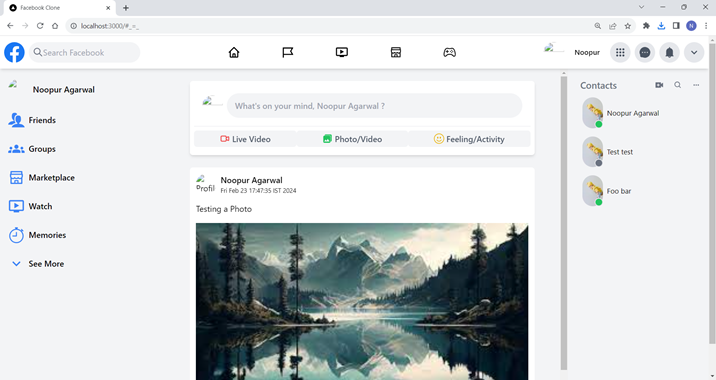 Facebook Clone
localhost:3000/#_=_
N
f
Search Facebook
Noopur
Noopur Agarwal
Friends
Groups
Marketplace
Watch
Memories
See More
What's on your mind, Noopur Agarwal ?
Live Video
Photo/Video
Feeling/Activity
Profil
Noopur Agarwal
Fri Feb 23 17:47:35 IST 2024
Testing a Photo
Contacts
Noopur Agarwal
Test test
Foo bar